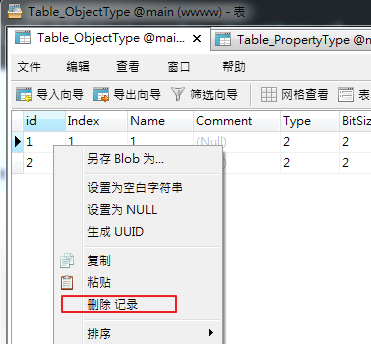 Table_ObjectType @main (wwww) - 表
Table_ObjectType @mai...
Table_PropertyType @m
文件 编辑 查看 窗口 帮助
导入向导 导出向导 筛选向导 网格查看 表
id Index Name Comment Type BitSiz
1 1 1 (Null) 2 2
2 2 2
另存 Blob 为...
设置为空白字符串
设置为 NULL
生成 UUID
复制
粘贴
删除 记录
排序